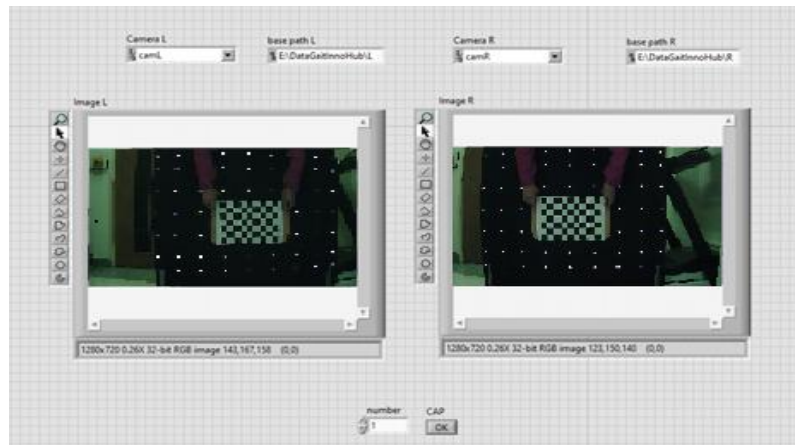 Camera L
base path L
Camera R
base path R
camL
E:\DataGaitInnoHub\L
camR
E:\DataGaitInnoHub\R
Image L
Image R
1280x720 0.26X 32-bit RGB image 143,167,158 (0,0)
1280x720 0.26X 32-bit RGB image 123,150,140 (0,0)
number
CAP
1
OK